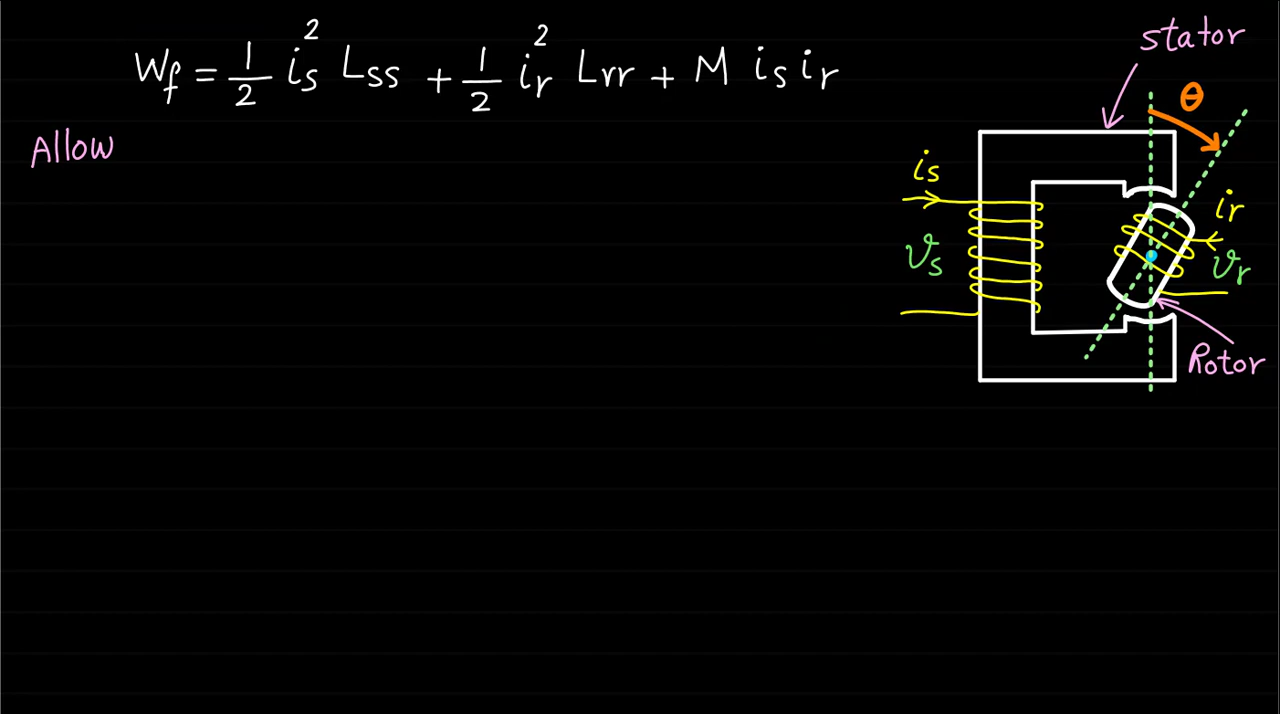 Wf = 1/2 is² Lss + 1/2 ir² Lrr + M is ir
Allow
stator
θ
is
vs
ir
vr
Rotor